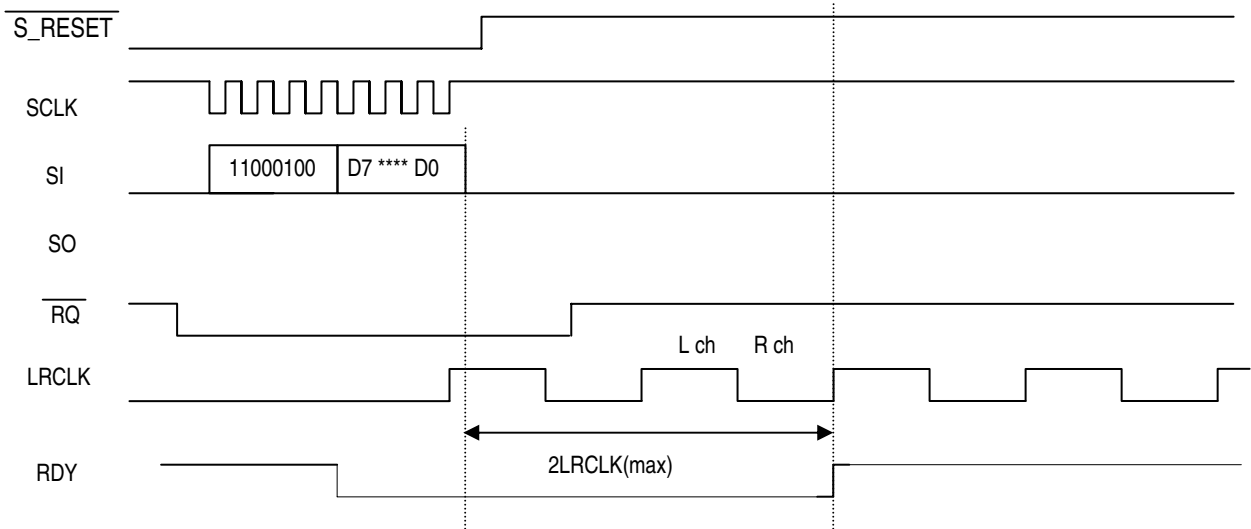 S_RESET
SCLK
SI
11000100 D7 **** D0
SO
RQ
L ch R ch
LRCLK
2LRCLK(max)
RDY